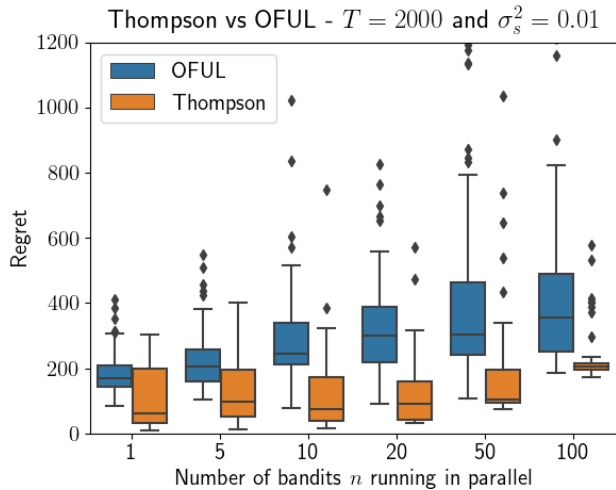 Thompson vs OFUL - $T = 2000$ and $\sigma_s^2 = 0.01$
OFUL
Thompson
1200
1000
800
600
400
200
0
Regret
1 5 10 20 50 100
Number of bandits $n$ running in parallel